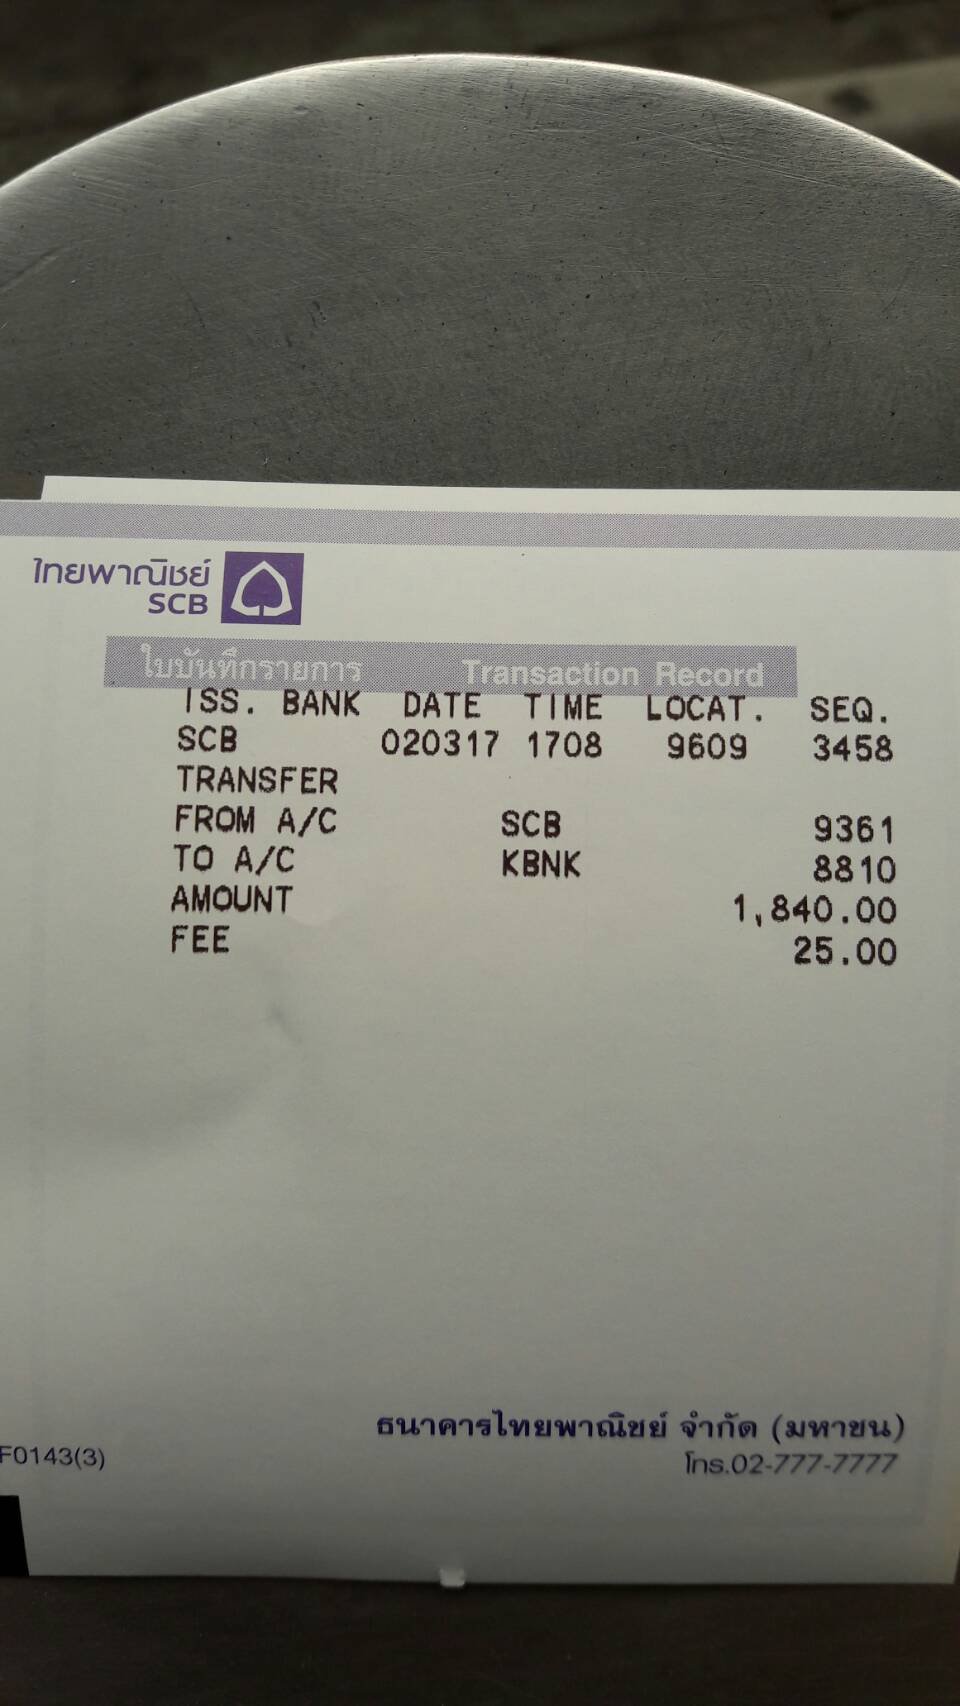 ไทยพาณิชย์
SCB
ใบบันทึกรายการ Transaction Record
ISS. BANK DATE TIME LOCAT. SEQ.
SCB 020317 1708 9609 3458
TRANSFER
FROM A/C SCB 9361
TO A/C KBNK 8810
AMOUNT 1,840.00
FEE 25.00
ธนาคารไทยพาณิชย์ จำกัด (มหาชน)
F0143(3) โทร.02-777-7777